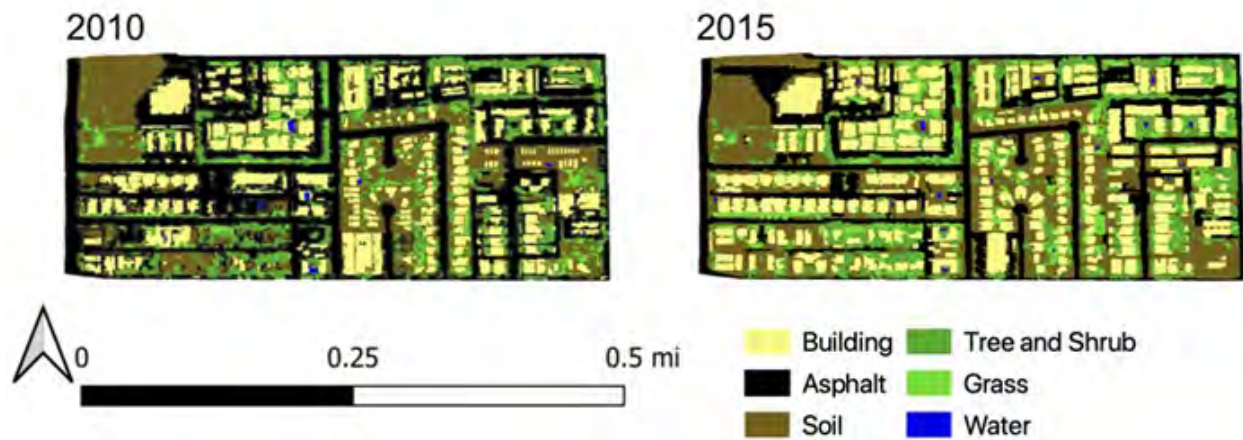 2010
2015
0
0.25
0.5 mi
Building
Tree and Shrub
Asphalt
Grass
Soil
Water